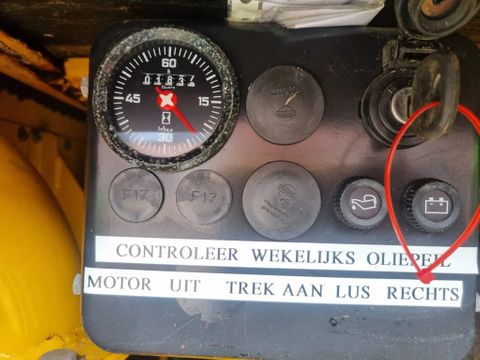 60
45 15
30
F17 F17
CONTROLEER WEKELIJKS OLIEPEIL
MOTOR UIT TREK AAN LUS RECHTS